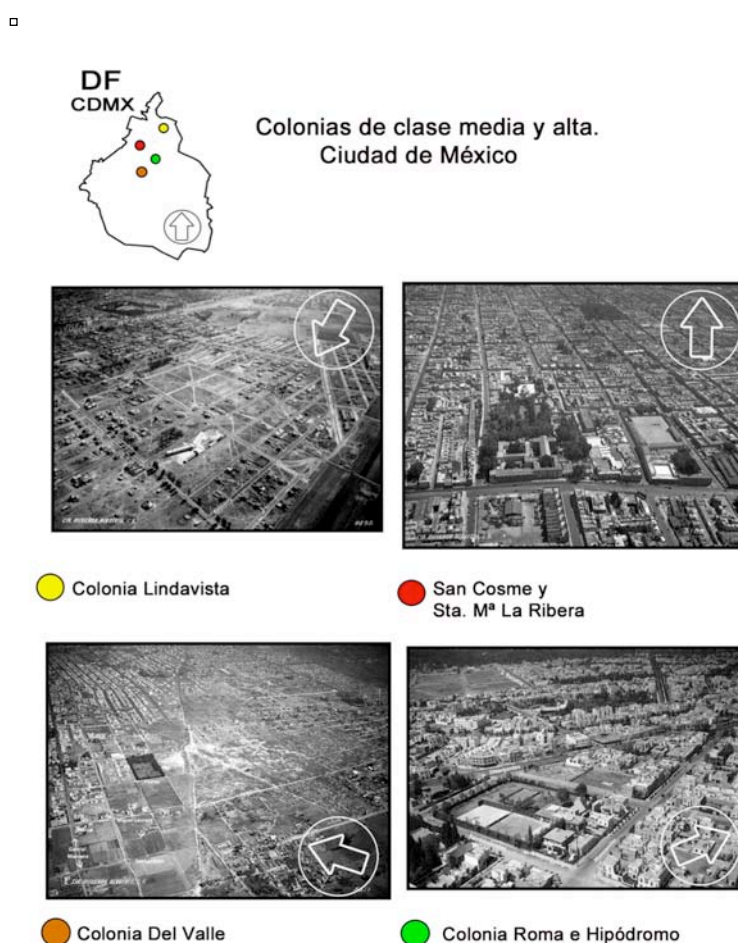 DF
CDMX
Colonias de clase media y alta.
Ciudad de México
Colonia Lindavista
San Cosme y
Sta. Mª La Ribera
Colonia Del Valle
Colonia Roma e Hipódromo